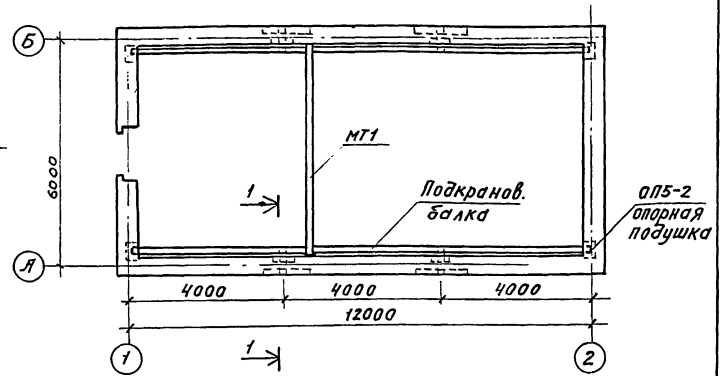 Б
МТ1
6000
1
Подкранов.
балка
ОП5-2
опорная
подушка
А
4000 4000 4000
12000
1 1 2